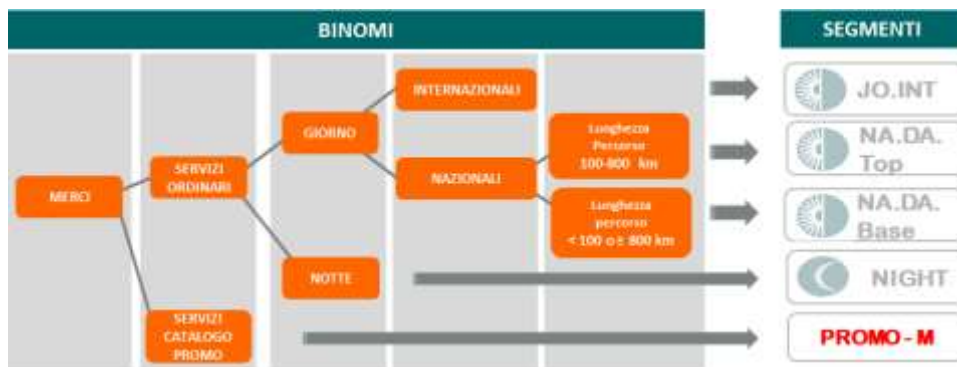 BINOMI
SEGMENTI
INTERNAZIONALI
JO.INT
GIORNO
Lunghezza
Percorso
100-800 km
NA.DA.
Top
SERVIZI
ORDINARI
NAZIONALI
MERCI
Lunghezza
percorso
< 100 o ≥ 800 km
NA.DA.
Base
NOTTE
NIGHT
SERVIZI
CATALOGO
PROMO
PROMO - M